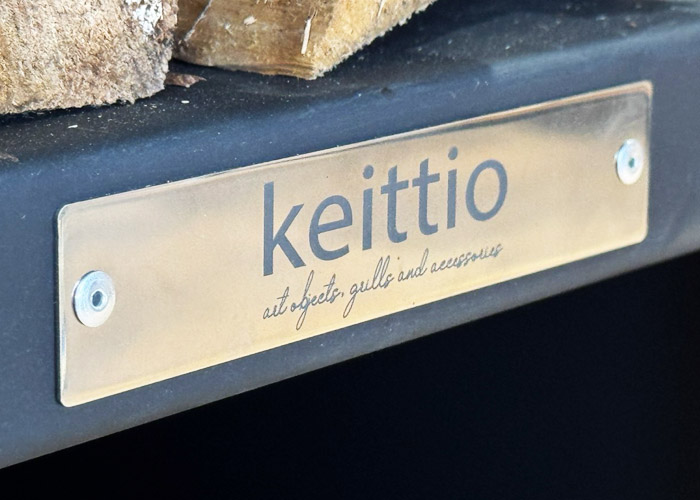 keittio
art objects, grills and accessories